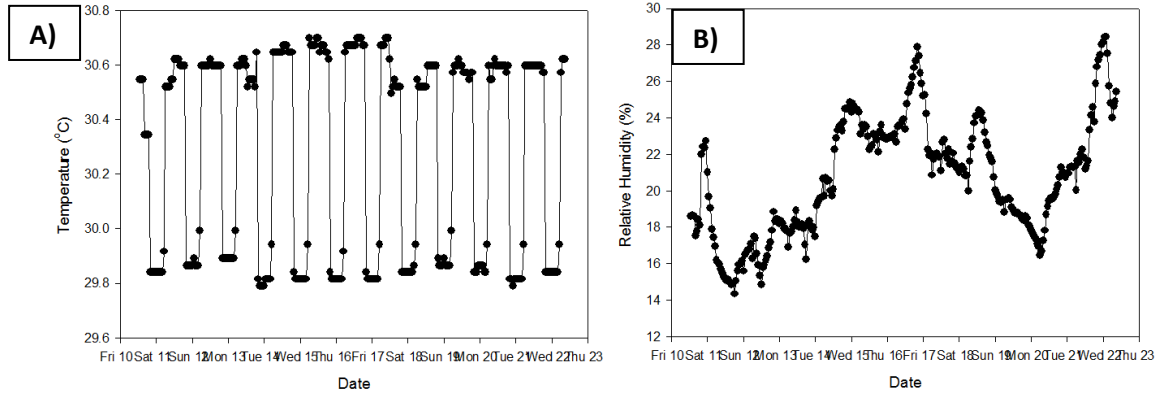 A)
30.8
30.6
30.4
30.2
30.0
29.8
29.6
Temperature (°C)
Fri 10 Sat 11 Sun 12 Mon 13 Tue 14 Wed 15 Thu 16 Fri 17 Sat 18 Sun 19 Mon 20 Tue 21 Wed 22 Thu 23
Date
B)
30
28
26
24
22
20
18
16
14
12
Relative Humidity (%)
Fri 10 Sat 11 Sun 12 Mon 13 Tue 14 Wed 15 Thu 16 Fri 17 Sat 18 Sun 19 Mon 20 Tue 21 Wed 22 Thu 23
Date